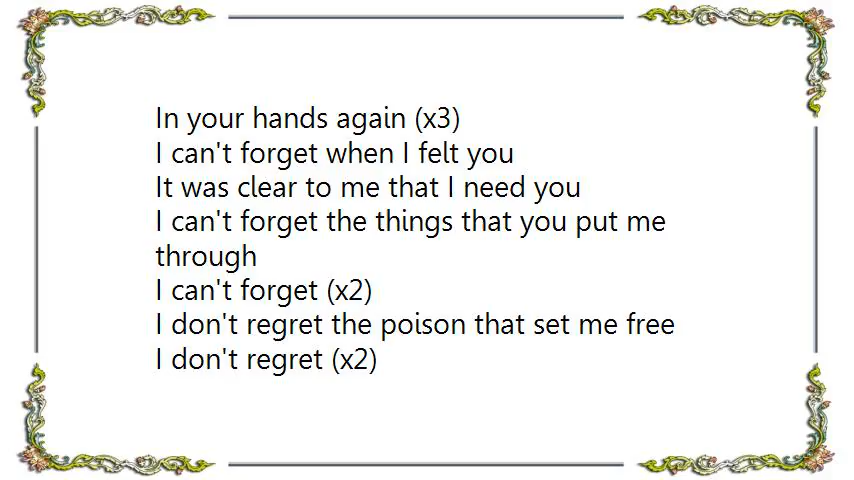 In your hands again (x3)
I can't forget when I felt you
It was clear to me that I need you
I can't forget the things that you put me
through
I can't forget (x2)
I don't regret the poison that set me free
I don't regret (x2)